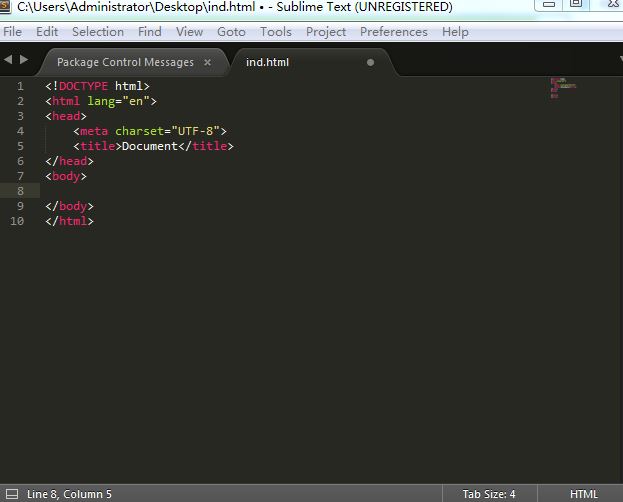 C:\Users\Administrator\Desktop\ind.html • - Sublime Text (UNREGISTERED)
File Edit Selection Find View Goto Tools Project Preferences Help
Package Control Messages × ind.html
1 <!DOCTYPE html>
2 <html lang="en">
3 <head>
4     <meta charset="UTF-8">
5     <title>Document</title>
6 </head>
7 <body>
8
9 </body>
10 </html>
Line 8, Column 5 Tab Size: 4 HTML